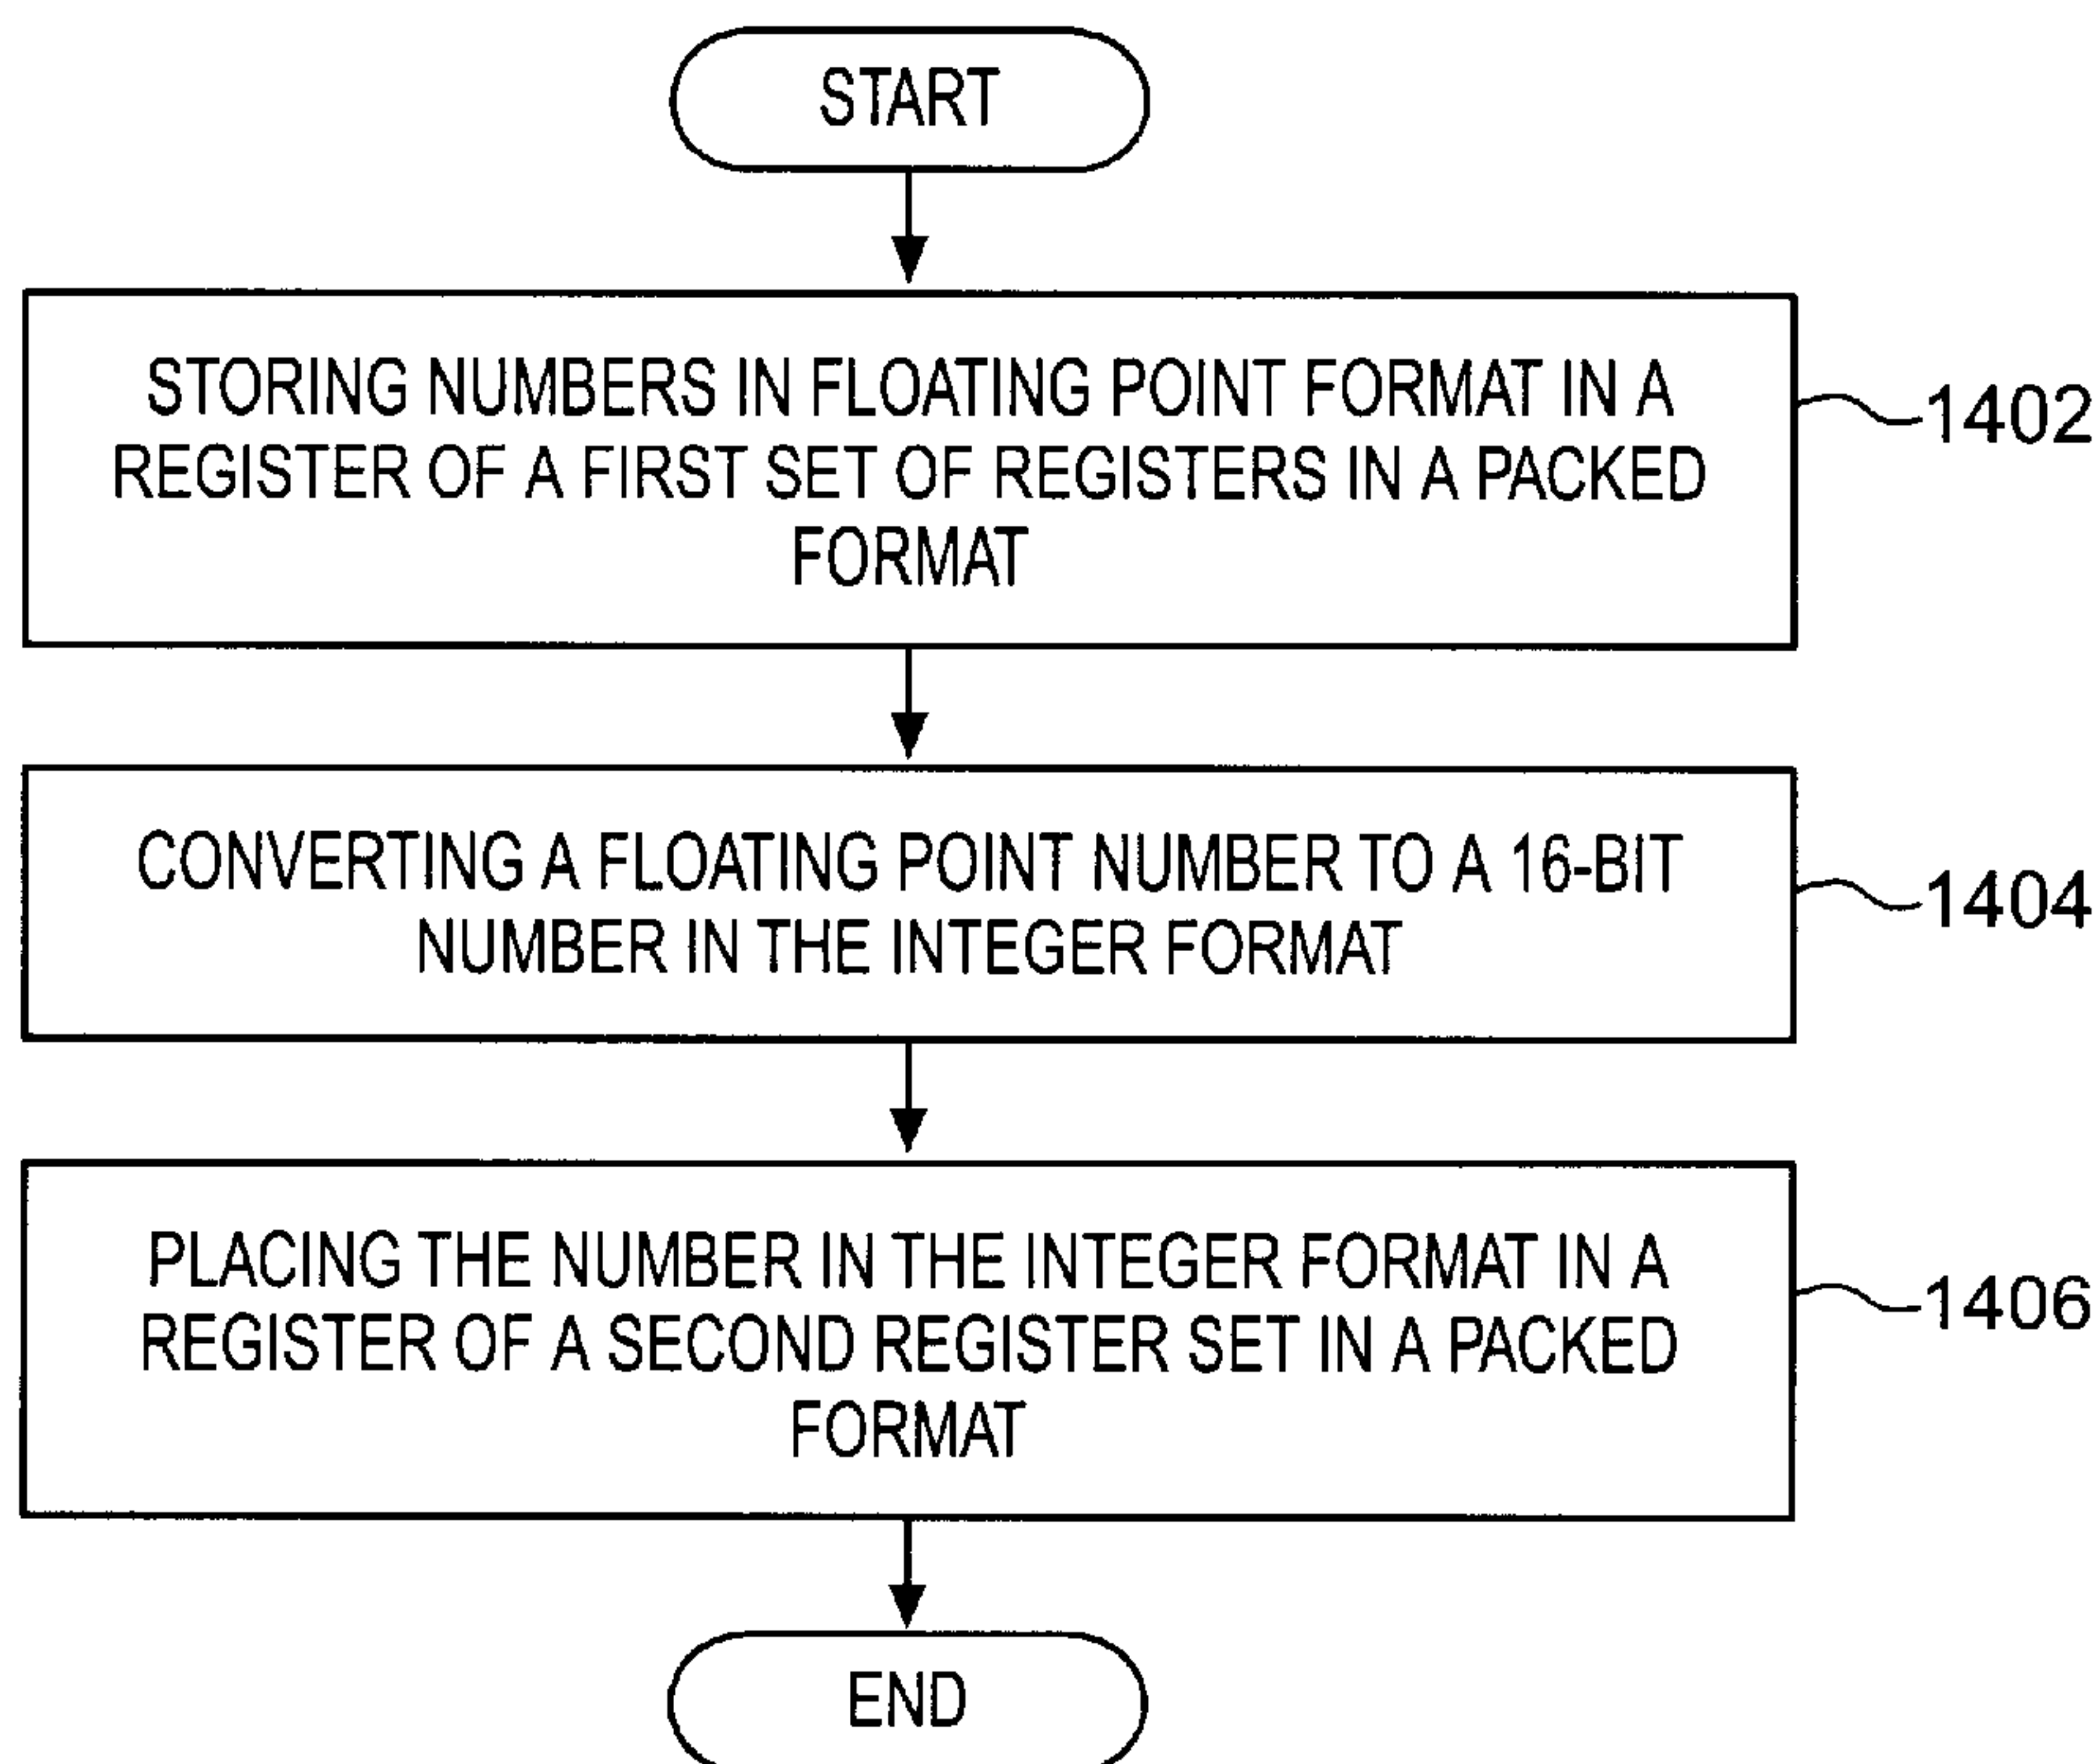 START
STORING NUMBERS IN FLOATING POINT FORMAT IN A
REGISTER OF A FIRST SET OF REGISTERS IN A PACKED
FORMAT
1402
CONVERTING A FLOATING POINT NUMBER TO A 16-BIT
NUMBER IN THE INTEGER FORMAT
1404
PLACING THE NUMBER IN THE INTEGER FORMAT IN A
REGISTER OF A SECOND REGISTER SET IN A PACKED
FORMAT
1406
END